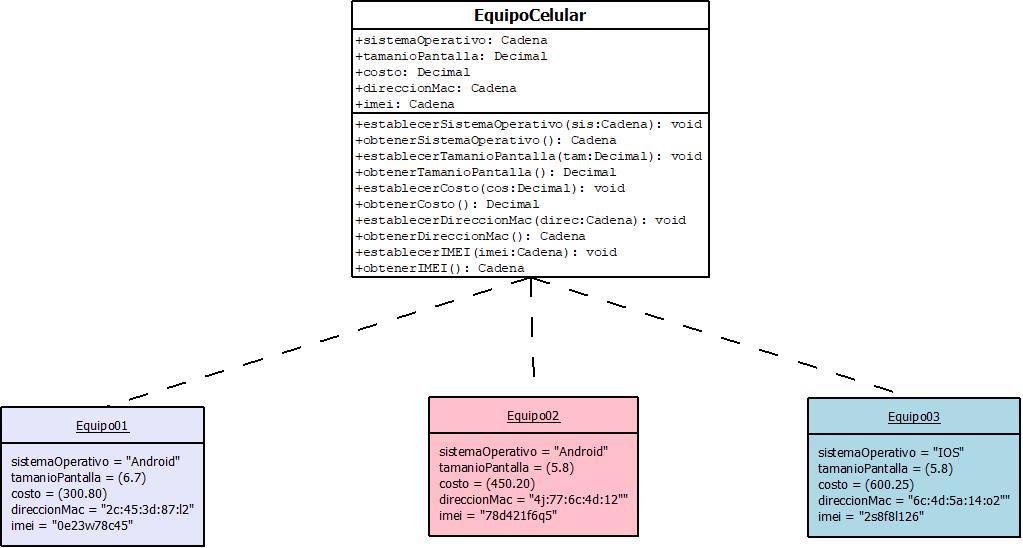 EquipoCelular
+sistemaOperativo: Cadena
+tamanioPantalla: Decimal
+costo: Decimal
+direccionMac: Cadena
+imei: Cadena
+establecerSistemaOperativo(sis:Cadena): void
+obtenerSistemaOperativo(): Cadena
+establecerTamanioPantalla(tam:Decimal): void
+obtenerTamanioPantalla(): Decimal
+establecerCosto(cos:Decimal): void
+obtenerCosto(): Decimal
+establecerDireccionMac(direc:Cadena): void
+obtenerDireccionMac(): Cadena
+establecerIMEI(imei:Cadena): void
+obtenerIMEI(): Cadena
Equipo01
sistemaOperativo = "Android"
tamanioPantalla = (6.7)
costo = (300.80)
direccionMac = "2c:45:3d:87:l2"
imei = "0e23w78c45"
Equipo02
sistemaOperativo = "Android"
tamanioPantalla = (5.8)
costo = (450.20)
direccionMac = "4j:77:6c:4d:12""
imei = "78d421f6q5"
Equipo03
sistemaOperativo = "IOS"
tamanioPantalla = (5.8)
costo = (600.25)
direccionMac = "6c:4d:5a:14:o2""
imei = "2s8f8l126"